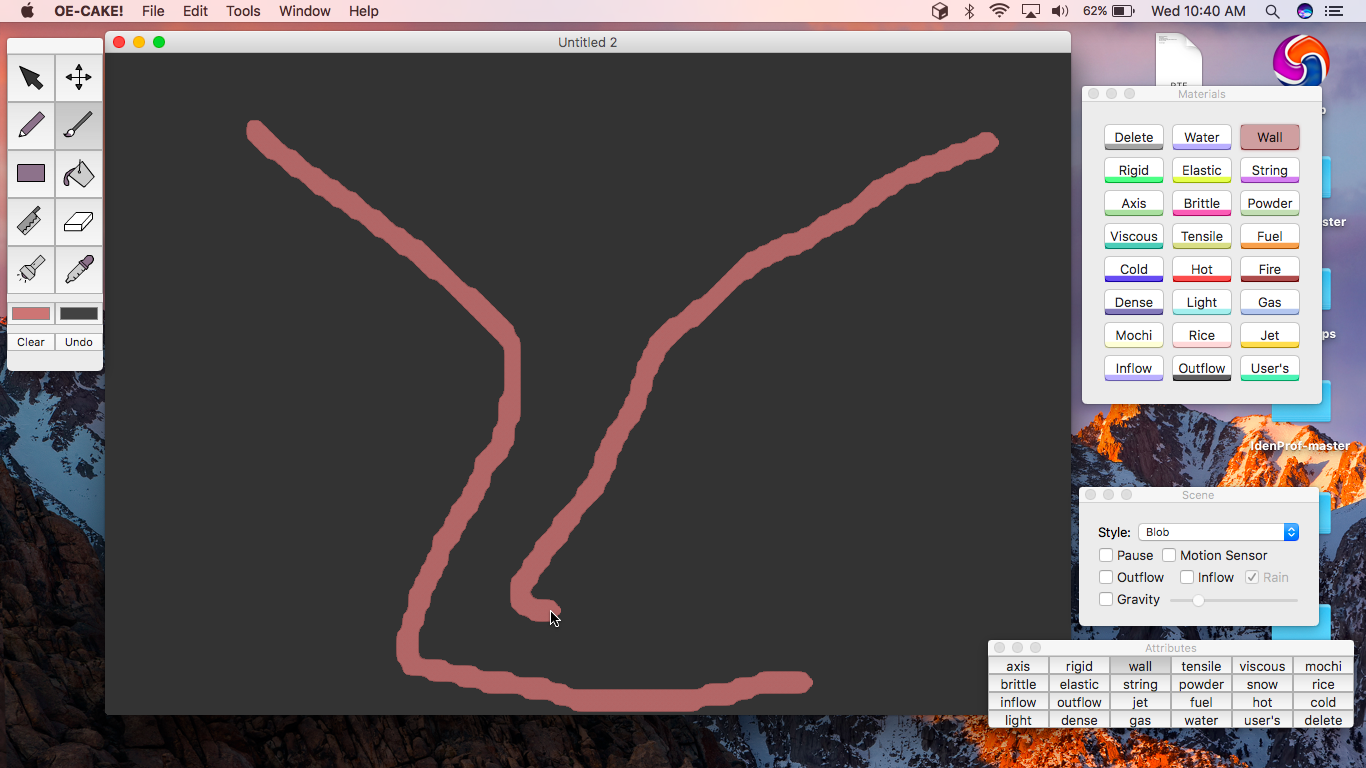 OE-CAKE! File Edit Tools Window Help 62% Wed 10:40 AM
Untitled 2
Clear Undo
Materials
Delete Water Wall
Rigid Elastic String
Axis Brittle Powder
Viscous Tensile Fuel
Cold Hot Fire
Dense Light Gas
Mochi Rice Jet
Inflow Outflow User's
IdenProf-master
Scene
Style: Blob
Pause Motion Sensor
Outflow Inflow Rain
Gravity
Attributes
axis rigid wall tensile viscous mochi
brittle elastic string powder snow rice
inflow outflow jet fuel hot cold
light dense gas water user's delete